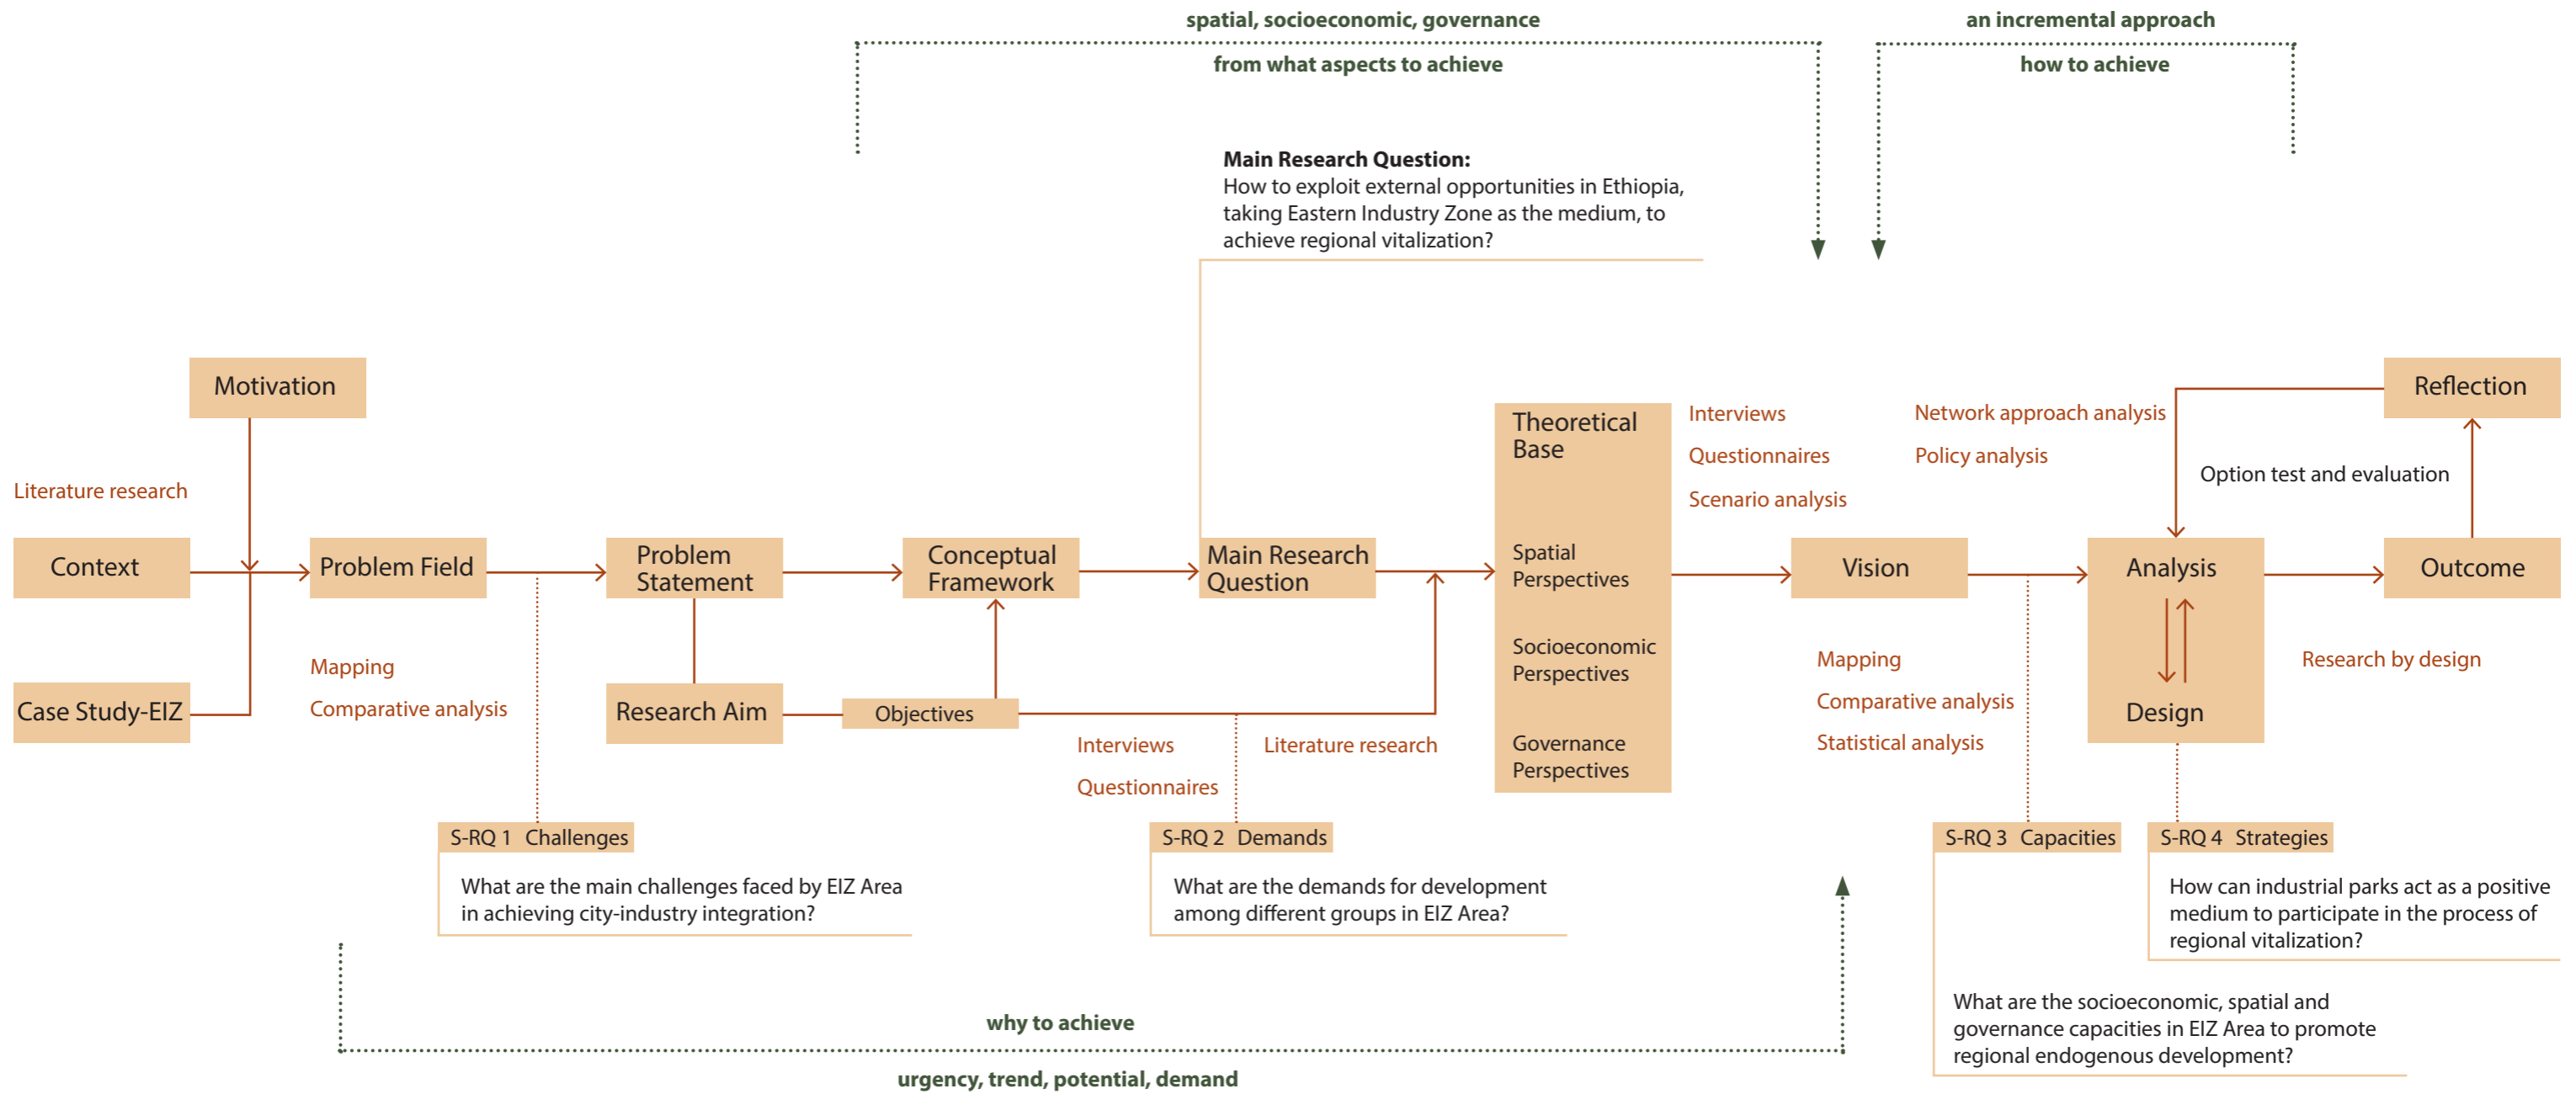 spatial, socioeconomic, governance
from what aspects to achieve
an incremental approach
how to achieve
Main Research Question:
How to exploit external opportunities in Ethiopia,
taking Eastern Industry Zone as the medium, to
achieve regional vitalization?
Motivation
Literature research
Context
Case Study-EIZ
Problem Field
Mapping
Comparative analysis
Problem
Statement
Research Aim
Objectives
Conceptual
Framework
Main Research
Question
Interviews
Questionnaires
Literature research
Theoretical
Base
Spatial
Perspectives
Socioeconomic
Perspectives
Governance
Perspectives
Interviews
Questionnaires
Scenario analysis
Vision
Network approach analysis
Policy analysis
Mapping
Comparative analysis
Statistical analysis
Analysis
Design
Option test and evaluation
Reflection
Outcome
Research by design
S-RQ 1 Challenges
What are the main challenges faced by EIZ Area
in achieving city-industry integration?
S-RQ 2 Demands
What are the demands for development
among different groups in EIZ Area?
S-RQ 3 Capacities
What are the socioeconomic, spatial and
governance capacities in EIZ Area to promote
regional endogenous development?
S-RQ 4 Strategies
How can industrial parks act as a positive
medium to participate in the process of
regional vitalization?
why to achieve
urgency, trend, potential, demand